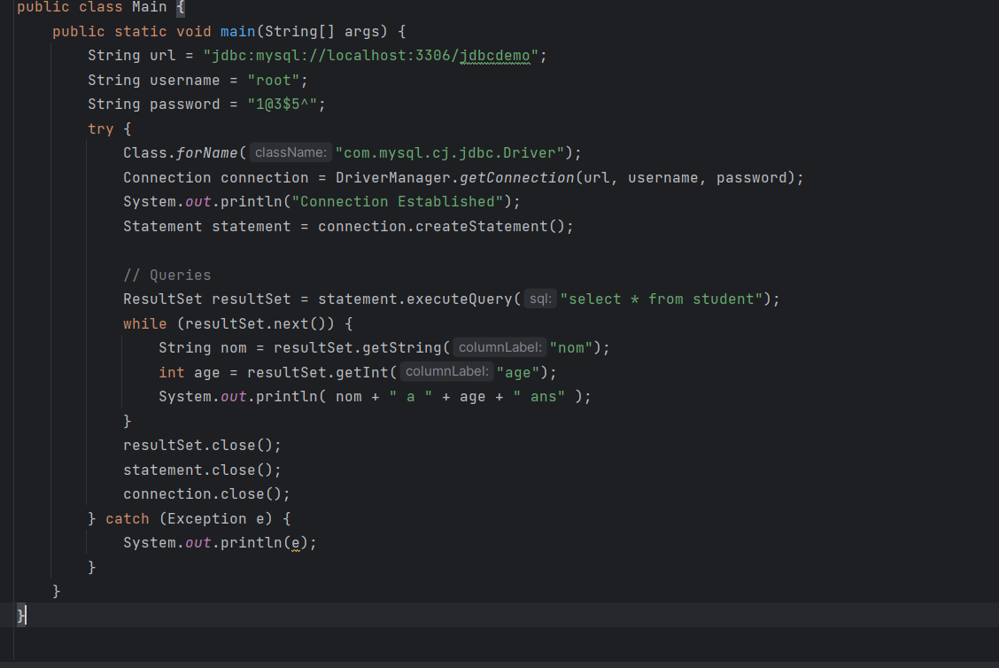 public class Main {
    public static void main(String[] args) {
        String url = "jdbc:mysql://localhost:3306/jdbcdemo";
        String username = "root";
        String password = "1@3$5^";
        try {
            Class.forName( className: "com.mysql.cj.jdbc.Driver");
            Connection connection = DriverManager.getConnection(url, username, password);
            System.out.println("Connection Established");
            Statement statement = connection.createStatement();
            // Queries
            ResultSet resultSet = statement.executeQuery( sql: "select * from student");
            while (resultSet.next()) {
                String nom = resultSet.getString( columnLabel: "nom");
                int age = resultSet.getInt( columnLabel: "age");
                System.out.println( nom + " a " + age + " ans" );
            }
            resultSet.close();
            statement.close();
            connection.close();
        } catch (Exception e) {
            System.out.println(e);
        }
    }
}